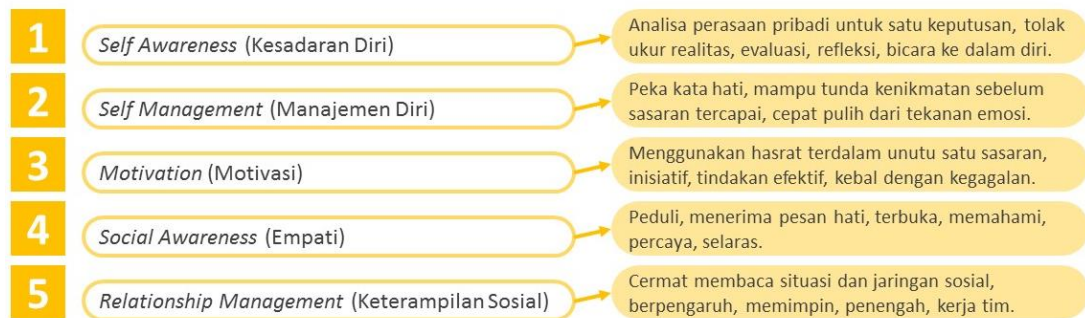 1
Self Awareness (Kesadaran Diri)
Analisa perasaan pribadi untuk satu keputusan, tolak
ukur realitas, evaluasi, refleksi, bicara ke dalam diri.
2
Self Management (Manajemen Diri)
Peka kata hati, mampu tunda kenikmatan sebelum
sasaran tercapai, cepat pulih dari tekanan emosi.
3
Motivation (Motivasi)
Menggunakan hasrat terdalam unutu satu sasaran,
inisiatif, tindakan efektif, kebal dengan kegagalan.
4
Social Awareness (Empati)
Peduli, menerima pesan hati, terbuka, memahami,
percaya, selaras.
5
Relationship Management (Keterampilan Sosial)
Cermat membaca situasi dan jaringan sosial,
berpengaruh, memimpin, penengah, kerja tim.